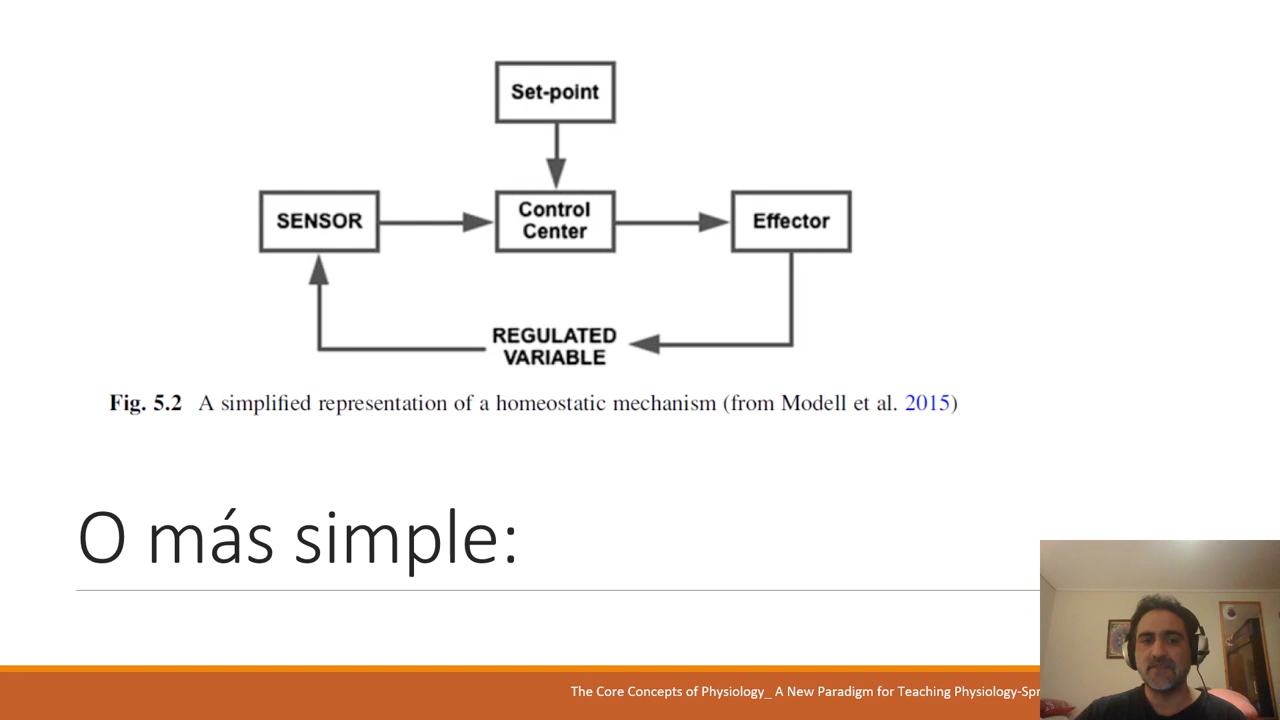 Set-point
SENSOR
Control
Center
Effector
REGULATED
VARIABLE
Fig. 5.2 A simplified representation of a homeostatic mechanism (from Modell et al. 2015)
O más simple:
The Core Concepts of Physiology_ A New Paradigm for Teaching Physiology-Spr